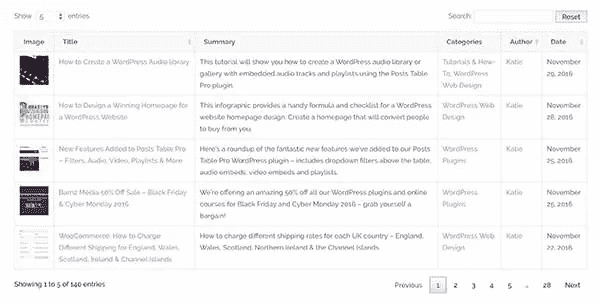 Show 5 entries Search: Reset
Image Title Summary Categories Author Date
How to Create a WordPress Audio library
This tutorial will show you how to create a WordPress audio library or
gallery with embedded audio tracks and playlists using the Posts Table
Pro plugin.
Tutorials & How-
To, WordPress
Web Design
Katie
November
29, 2016
How to Design a Winning Homepage for
a WordPress Website
This infographic provides a handy formula and checklist for a WordPress
website homepage design. Create a homepage that will convert people
to buy from you.
WordPress Web
Design
Katie
November
28, 2016
New Features Added to Posts Table Pro
– Filters, Audio, Video, Playlists & More
Here's a roundup of the fantastic new features we've added to our Posts
Table Pro WordPress plugin – includes dropdown filters above the table,
audio embeds, video embeds and playlists.
WordPress
Plugins
Katie
November
25, 2016
Barn2 Media 50% Off Sale – Black Friday
& Cyber Monday 2016
We're offering an amazing 50% off all our WordPress plugins and online
courses for Black Friday and Cyber Monday 2016 – grab yourself a
bargain!
WordPress
Plugins
Katie
November
25, 2016
WooCommerce: How to Charge
Different Shipping for England, Wales,
Scotland, Ireland & Channel Islands
How to charge different shipping rates for each UK country – England,
Wales, Scotland, Northern Ireland & the Channel Islands.
WordPress Web
Design
Katie
November
22, 2016
Showing 1 to 5 of 140 entries Previous 1 2 3 4 5 … 28 Next